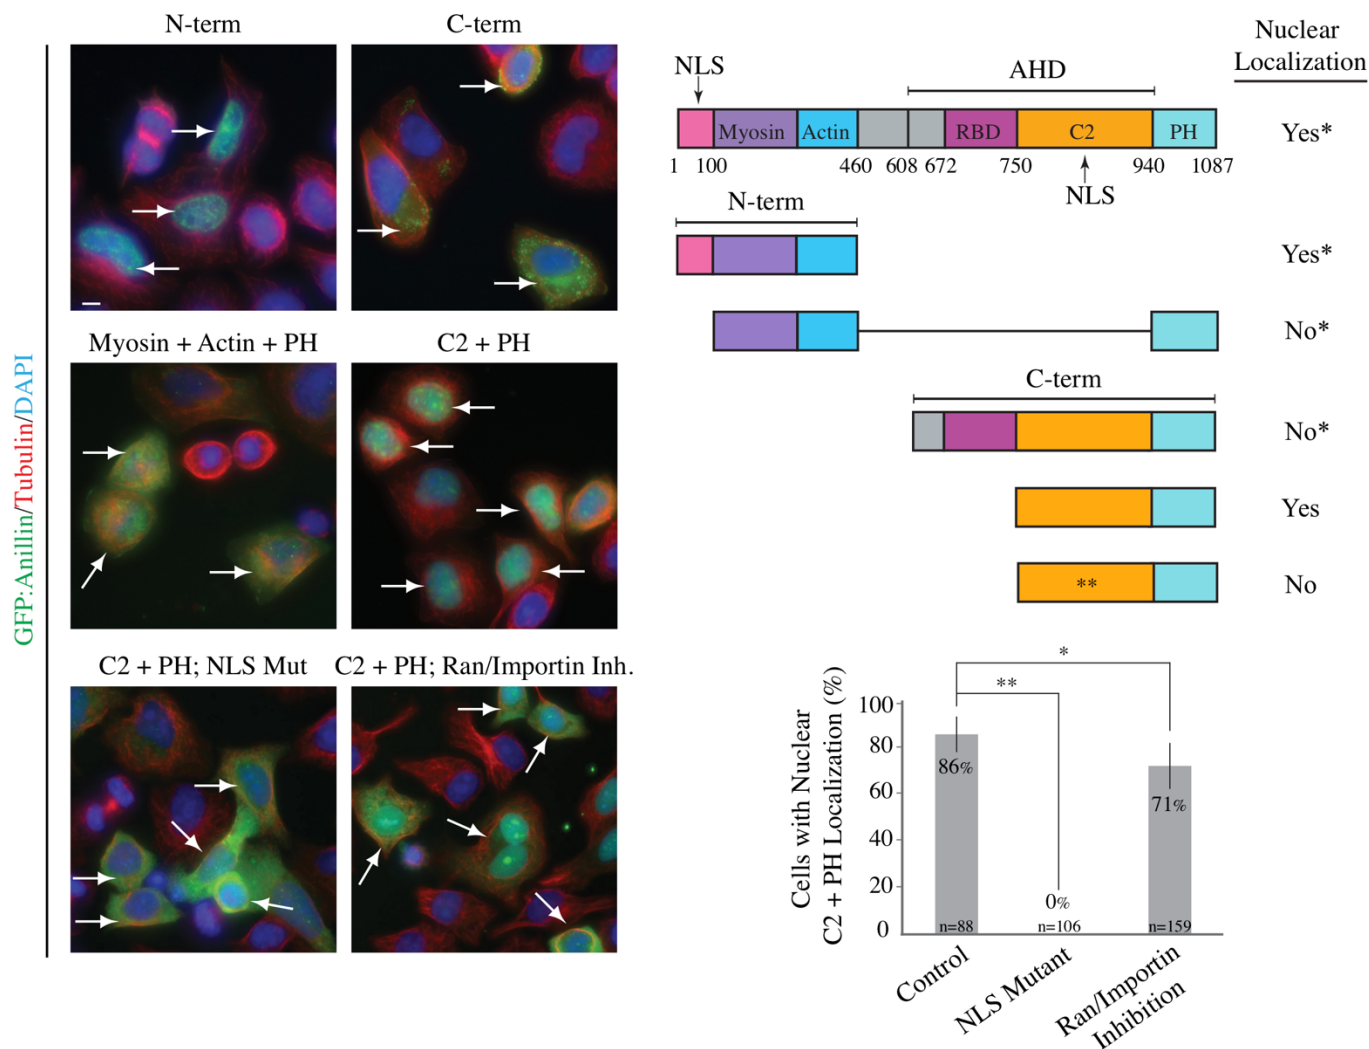 N-term
C-term
GFP:Anillin/Tubulin/DAPI
Myosin + Actin + PH
C2 + PH
C2 + PH; NLS Mut
C2 + PH; Ran/Importin Inh.
Nuclear
Localization
NLS
AHD
Myosin
Actin
RBD
C2
PH
Yes*
1
100
460
608
672
750
940
1087
NLS
N-term
Yes*
No*
C-term
No*
Yes
**
No
Cells with Nuclear
C2 + PH Localization (%)
100
80
60
40
20
0
*
**
86%
0%
71%
n=88
n=106
n=159
Control
NLS Mutant
Ran/Importin
Inhibition